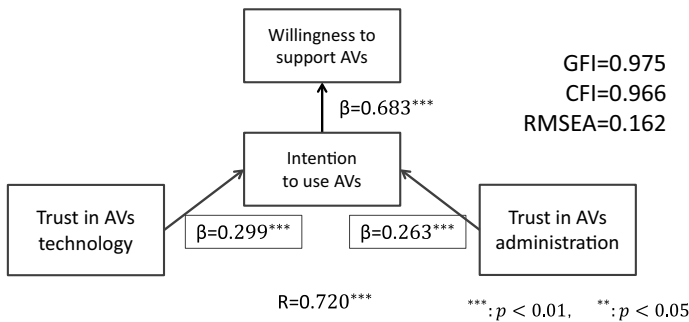 Willingness to
support AVs
GFI=0.975
CFI=0.966
RMSEA=0.162
β=0.683***
Intention
to use AVs
Trust in AVs
technology
β=0.299***
β=0.263***
Trust in AVs
administration
R=0.720***
***: p < 0.01, **: p < 0.05